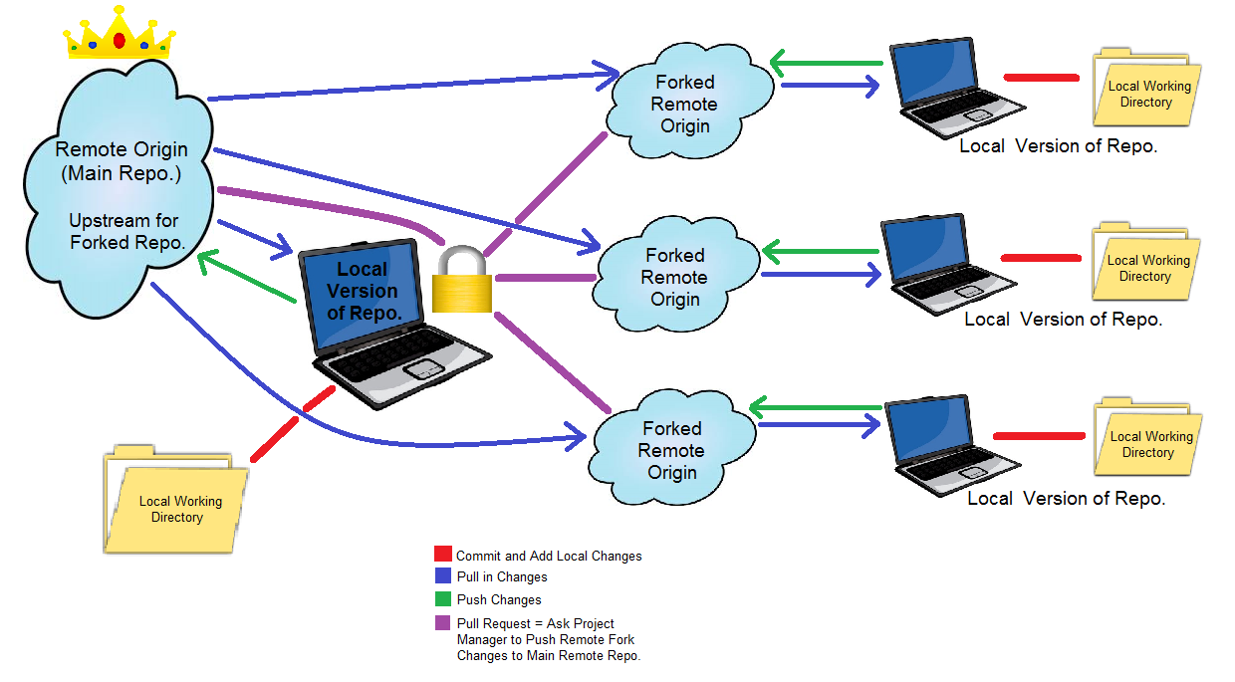 Remote Origin
(Main Repo.)
Upstream for
Forked Repo.
Local
Version
of Repo.
Local Working
Directory
Forked
Remote
Origin
Local Working
Directory
Local  Version of Repo.
Forked
Remote
Origin
Local Working
Directory
Local  Version of Repo.
Forked
Remote
Origin
Local Working
Directory
Local  Version of Repo.
Commit and Add Local Changes
Pull in Changes
Push Changes
Pull Request = Ask Project
Manager to Push Remote Fork
Changes to Main Remote Repo.